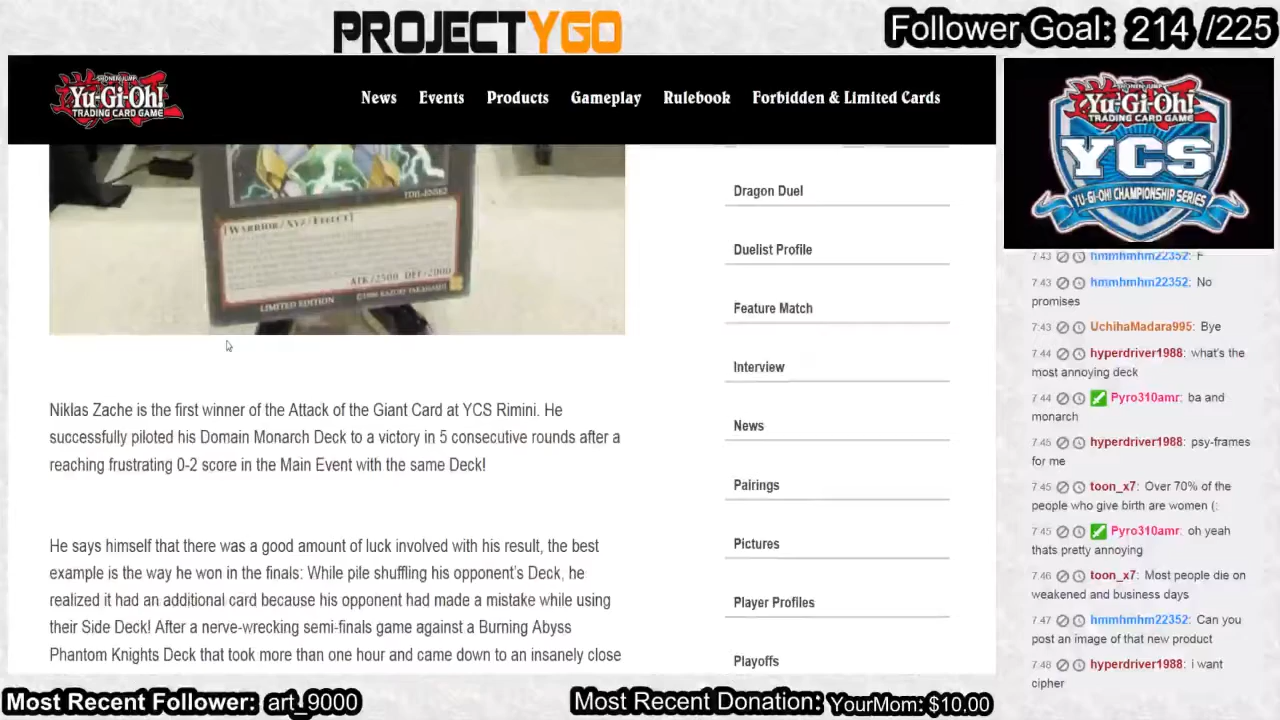 PROJECTYGO
Follower Goal: 214 /225
SHONEN JUMP
Yu-Gi-Oh!
TRADING CARD GAME
News Events Products Gameplay Rulebook Forbidden & Limited Cards
[WARRIOR/XYZ/EFFECT]
ATK/2500 DEF/2000
LIMITED EDITION
Niklas Zache is the first winner of the Attack of the Giant Card at YCS Rimini. He
successfully piloted his Domain Monarch Deck to a victory in 5 consecutive rounds after a
reaching frustrating 0-2 score in the Main Event with the same Deck!
He says himself that there was a good amount of luck involved with his result, the best
example is the way he won in the finals: While pile shuffling his opponent's Deck, he
realized it had an additional card because his opponent had made a mistake while using
their Side Deck! After a nerve-wrecking semi-finals game against a Burning Abyss
Phantom Knights Deck that took more than one hour and came down to an insanely close
Dragon Duel
Duelist Profile
Feature Match
Interview
News
Pairings
Pictures
Player Profiles
Playoffs
SHONEN JUMP
Yu-Gi-Oh!
TRADING CARD GAME
YCS
YU-GI-OH! CHAMPIONSHIP SERIES
7:43 hmmhmhm22352: F
7:43 hmmhmhm22352: No
promises
7:43 UchihaMadara995: Bye
7:44 hyperdriver1988: what's the
most annoying deck
7:44 Pyro310amr: ba and
monarch
7:45 hyperdriver1988: psy-frames
for me
7:45 toon_x7: Over 70% of the
people who give birth are women (:
7:45 Pyro310amr: oh yeah
thats pretty annoying
7:46 toon_x7: Most people die on
weakened and business days
7:47 hmmhmhm22352: Can you
post an image of that new product
7:48 hyperdriver1988: i want
cipher
Most Recent Follower: art_9000
Most Recent Donation: YourMom: $10.00